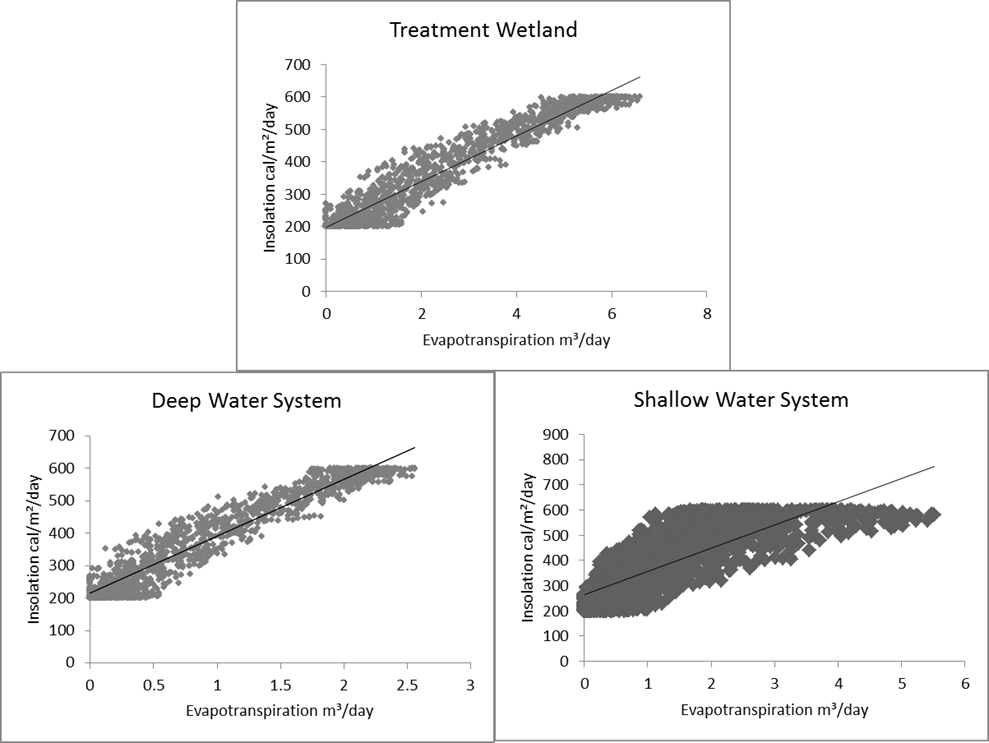 Treatment Wetland
700
600
500
400
300
200
100
0
Insolation cal/m²/day
0 2 4 6 8
Evapotranspiration m³/day
Deep Water System
700
600
500
400
300
200
100
0
Insolation cal/m²/day
0 0.5 1 1.5 2 2.5 3
Evapotranspiration m³/day
Shallow Water System
900
800
700
600
500
400
300
200
100
0
Insolation cal/m²/day
0 1 2 3 4 5 6
Evapotranspiration m³/day